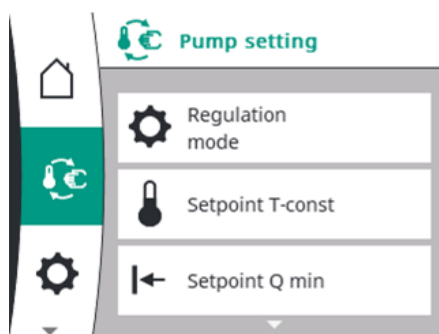 Pump setting
Regulation
mode
Setpoint T-const
Setpoint Q min